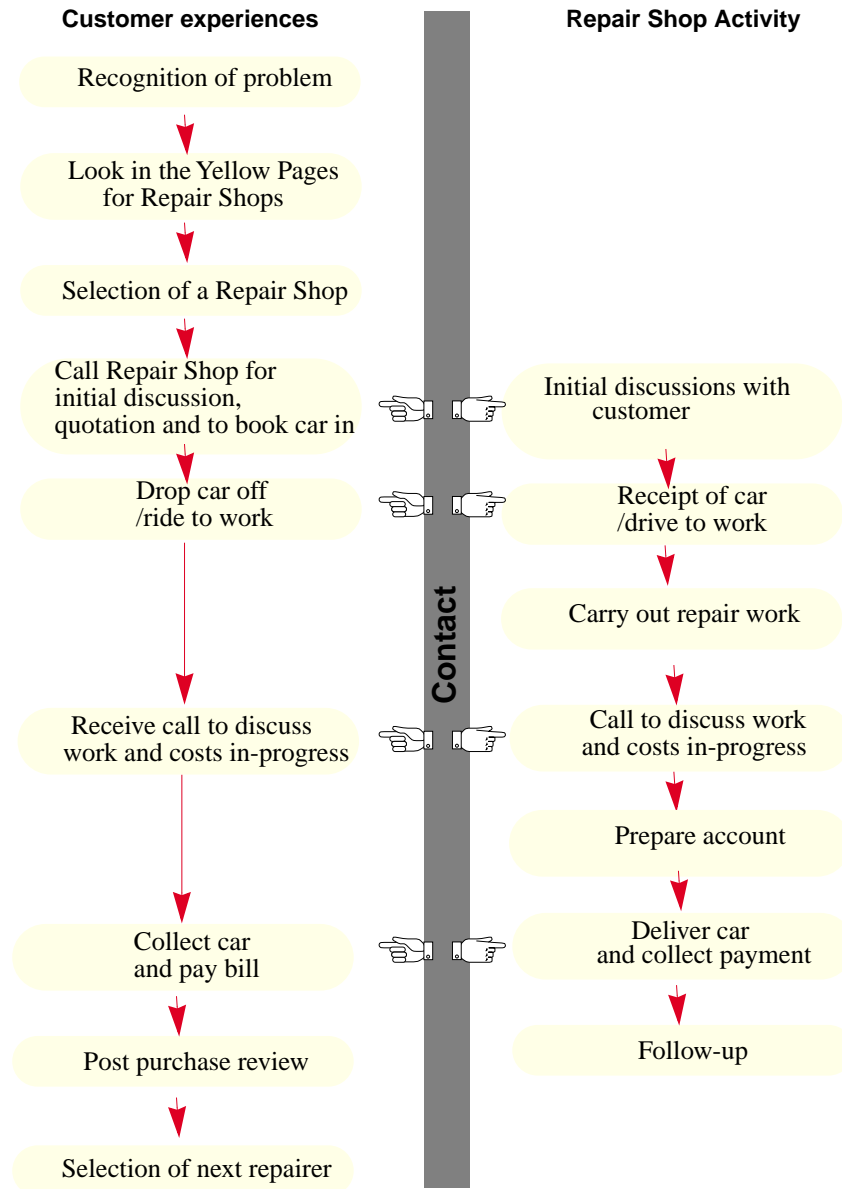 Customer experiences
Recognition of problem
Look in the Yellow Pages
for Repair Shops
Selection of a Repair Shop
Call Repair Shop for
initial discussion,
quotation and to book car in
Drop car off
/ride to work
Receive call to discuss
work and costs in-progress
Collect car
and pay bill
Post purchase review
Selection of next repairer
Contact
Repair Shop Activity
Initial discussions with
customer
Receipt of car
/drive to work
Carry out repair work
Call to discuss work
and costs in-progress
Prepare account
Deliver car
and collect payment
Follow-up